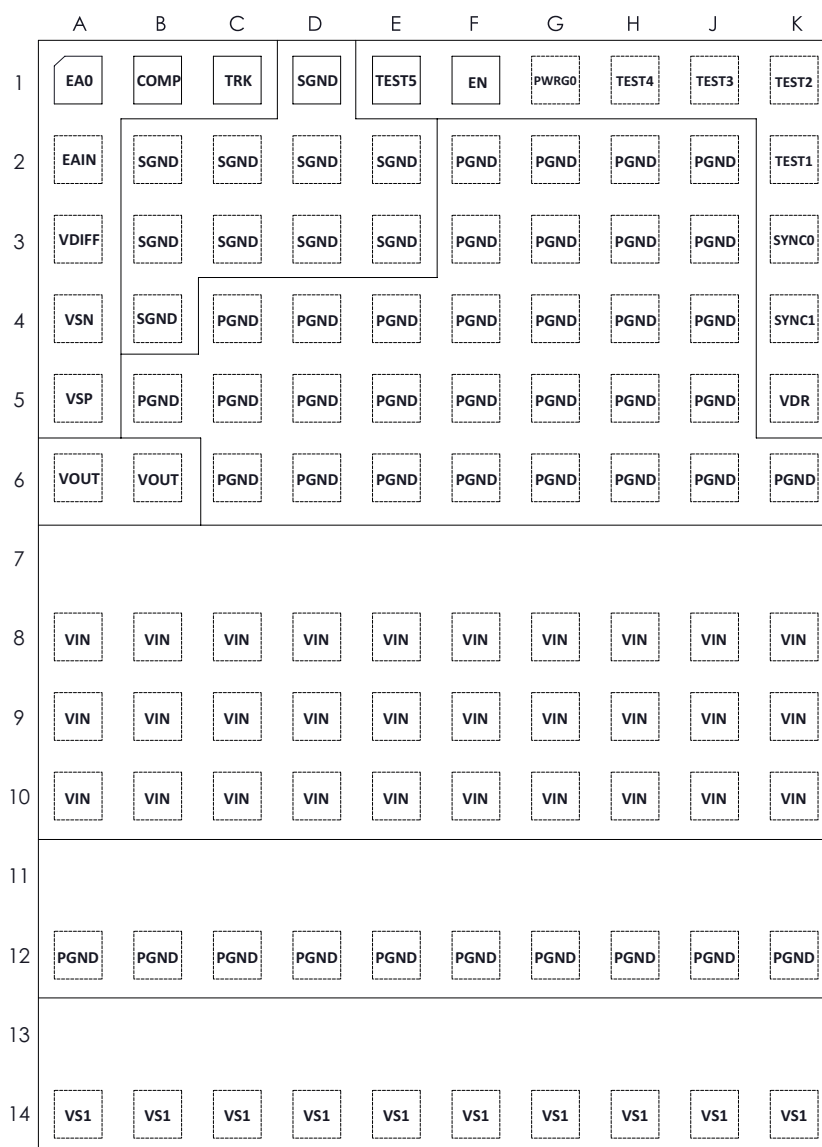 A B C D E F G H J K
1 EA0 COMP TRK SGND TEST5 EN PWRG0 TEST4 TEST3 TEST2
2 EAIN SGND SGND SGND SGND PGND PGND PGND PGND TEST1
3 VDIFF SGND SGND SGND SGND PGND PGND PGND PGND SYNC0
4 VSN SGND PGND PGND PGND PGND PGND PGND PGND SYNC1
5 VSP PGND PGND PGND PGND PGND PGND PGND PGND VDR
6 VOUT VOUT PGND PGND PGND PGND PGND PGND PGND PGND
7
8 VIN VIN VIN VIN VIN VIN VIN VIN VIN VIN
9 VIN VIN VIN VIN VIN VIN VIN VIN VIN VIN
10 VIN VIN VIN VIN VIN VIN VIN VIN VIN VIN
11
12 PGND PGND PGND PGND PGND PGND PGND PGND PGND PGND
13
14 VS1 VS1 VS1 VS1 VS1 VS1 VS1 VS1 VS1 VS1